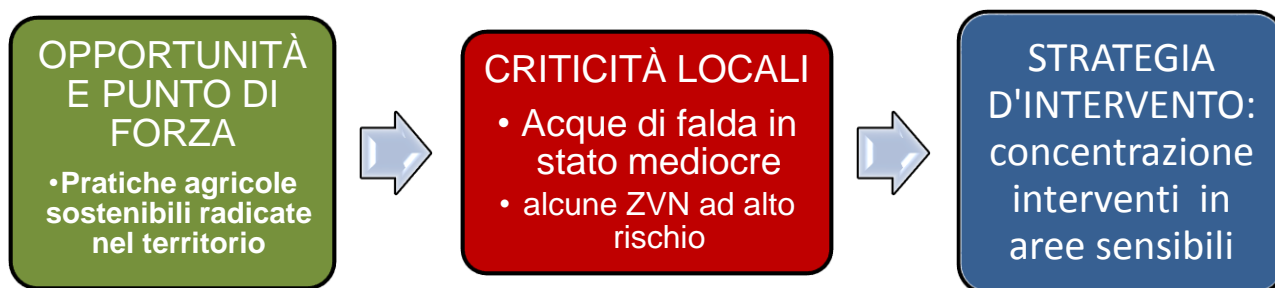 OPPORTUNITÀ
E PUNTO DI
FORZA
•Pratiche agricole
sostenibili radicate
nel territorio
CRITICITÀ LOCALI
• Acque di falda in
stato mediocre
• alcune ZVN ad alto
rischio
STRATEGIA
D'INTERVENTO:
concentrazione
interventi in
aree sensibili